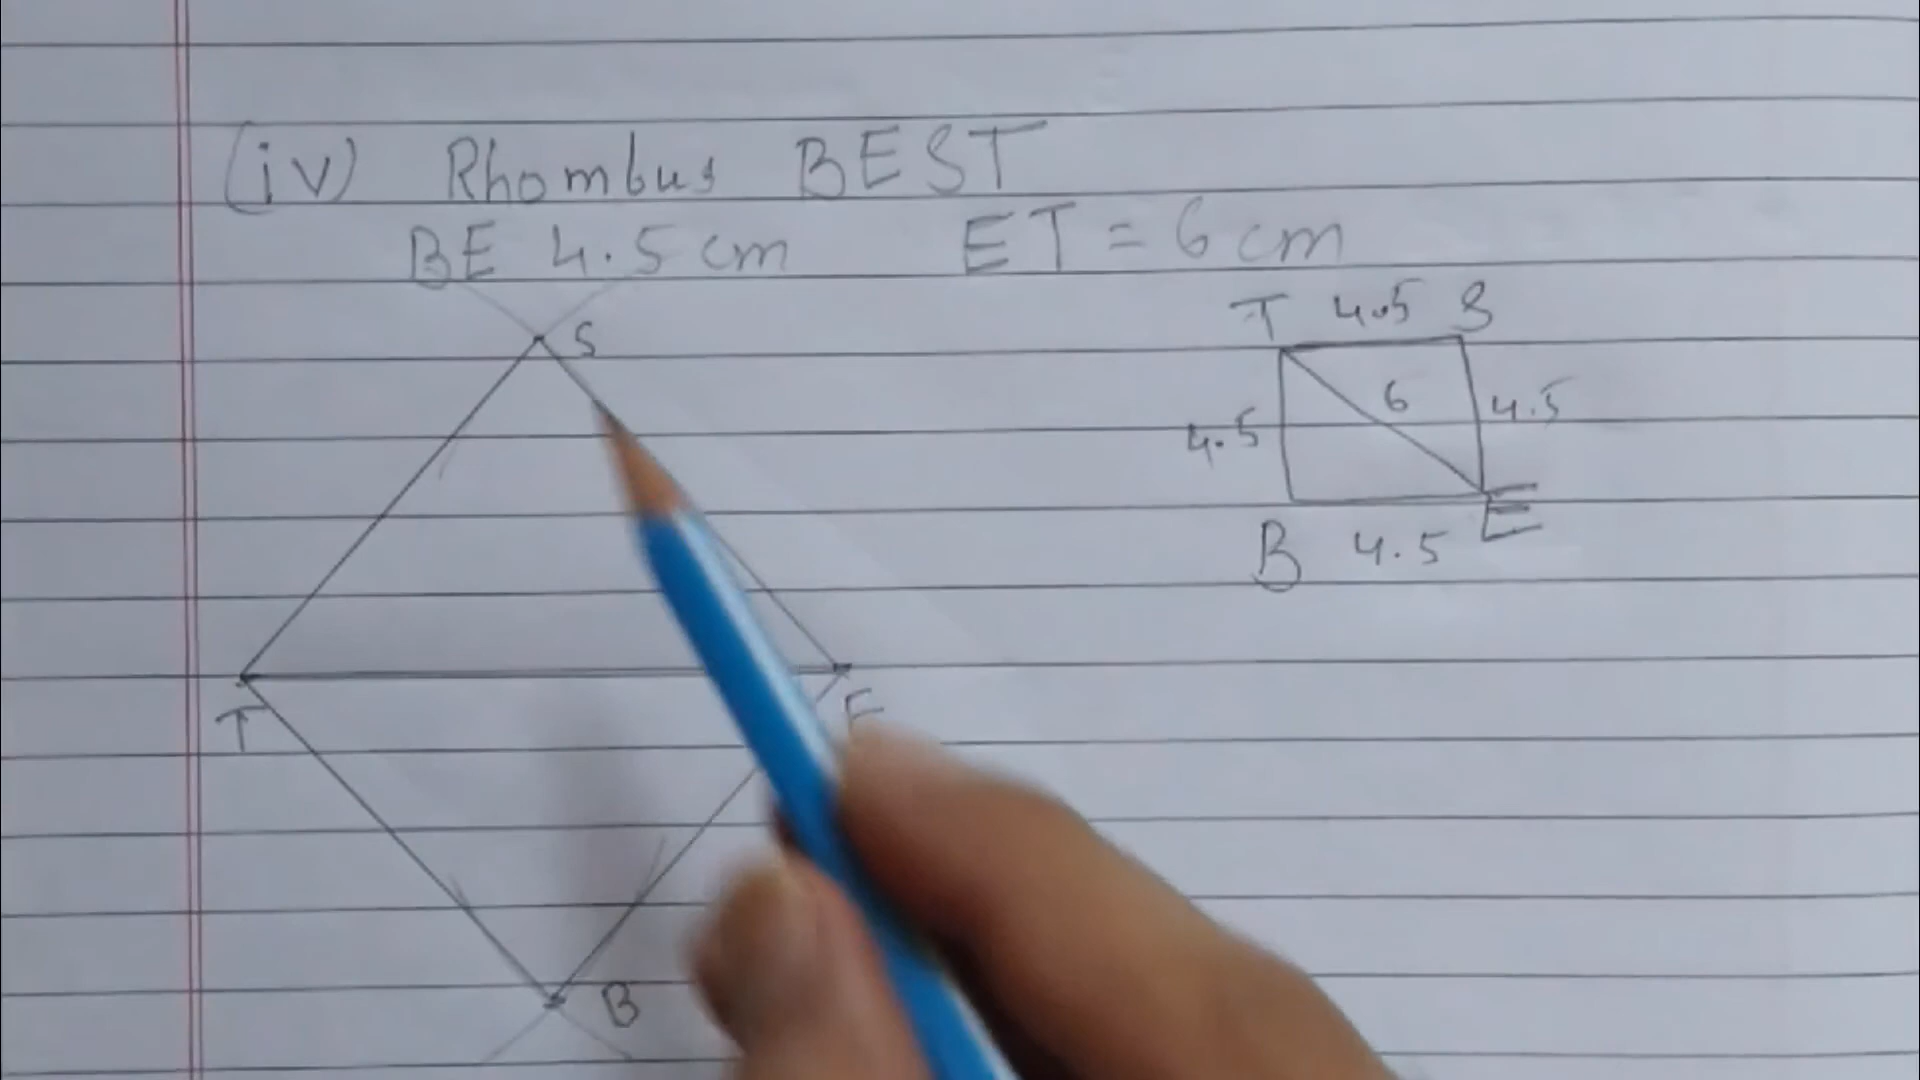 (iv) Rhombus BEST
BE 4.5 cm ET = 6 cm
T 4.5 S
S
6
4.5
4.5
B 4.5 E
T
E
B